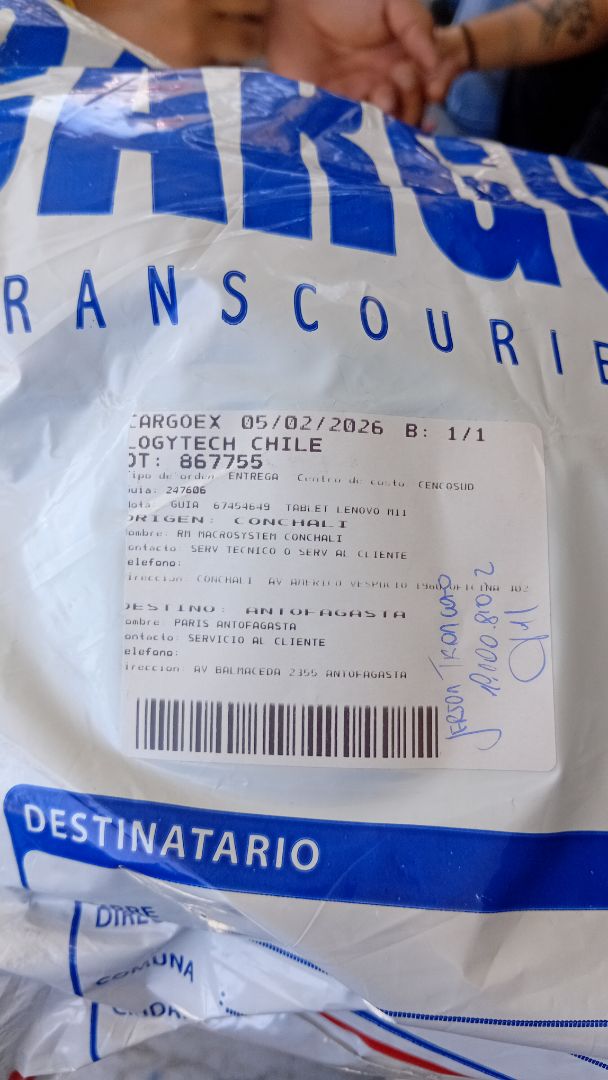 CARGO
TRANSCOURIE
CARGOEX 05/02/2026 B: 1/1
LOGYTECH CHILE
OT: 867755
Tipo de orden ENTREGA Centro de costo CENCOSUD
Guia: 247606
Nota: GUIA 67454649 TABLET LENOVO M11
ORIGEN: CONCHALI
Nombre: RM MACROSYSTEM CONCHALI
Contacto: SERV TECNICO O SERV AL CLIENTE
Telefono:
Direccion: CONCHALI AV AMERICO VESPUCIO 1980 OFICINA 102
DESTINO: ANTOFAGASTA
Nombre: PARIS ANTOFAGASTA
Contacto: SERVICIO AL CLIENTE
Telefono:
Direccion: AV BALMACEDA 2355 ANTOFAGASTA
DESTINATARIO
COMUNA